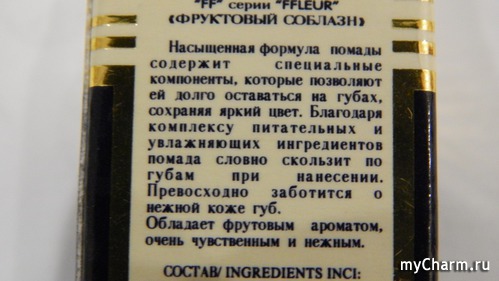 "FF" серии "FFLEUR"
«ФРУКТОВЫЙ СОБЛАЗН»
Насыщенная формула помады
содержит специальные
компоненты, которые позволяют
ей долго оставаться на губах,
сохраняя яркий цвет. Благодаря
комплексу питательных и
увлажняющих ингредиентов
помада словно скользит по
губам при нанесении.
Превосходно заботится о
нежной коже губ.
Обладает фрутовым ароматом,
очень чувственным и нежным.
СОСТАВ/ INGREDIENTS INCI:
myCharm.ru